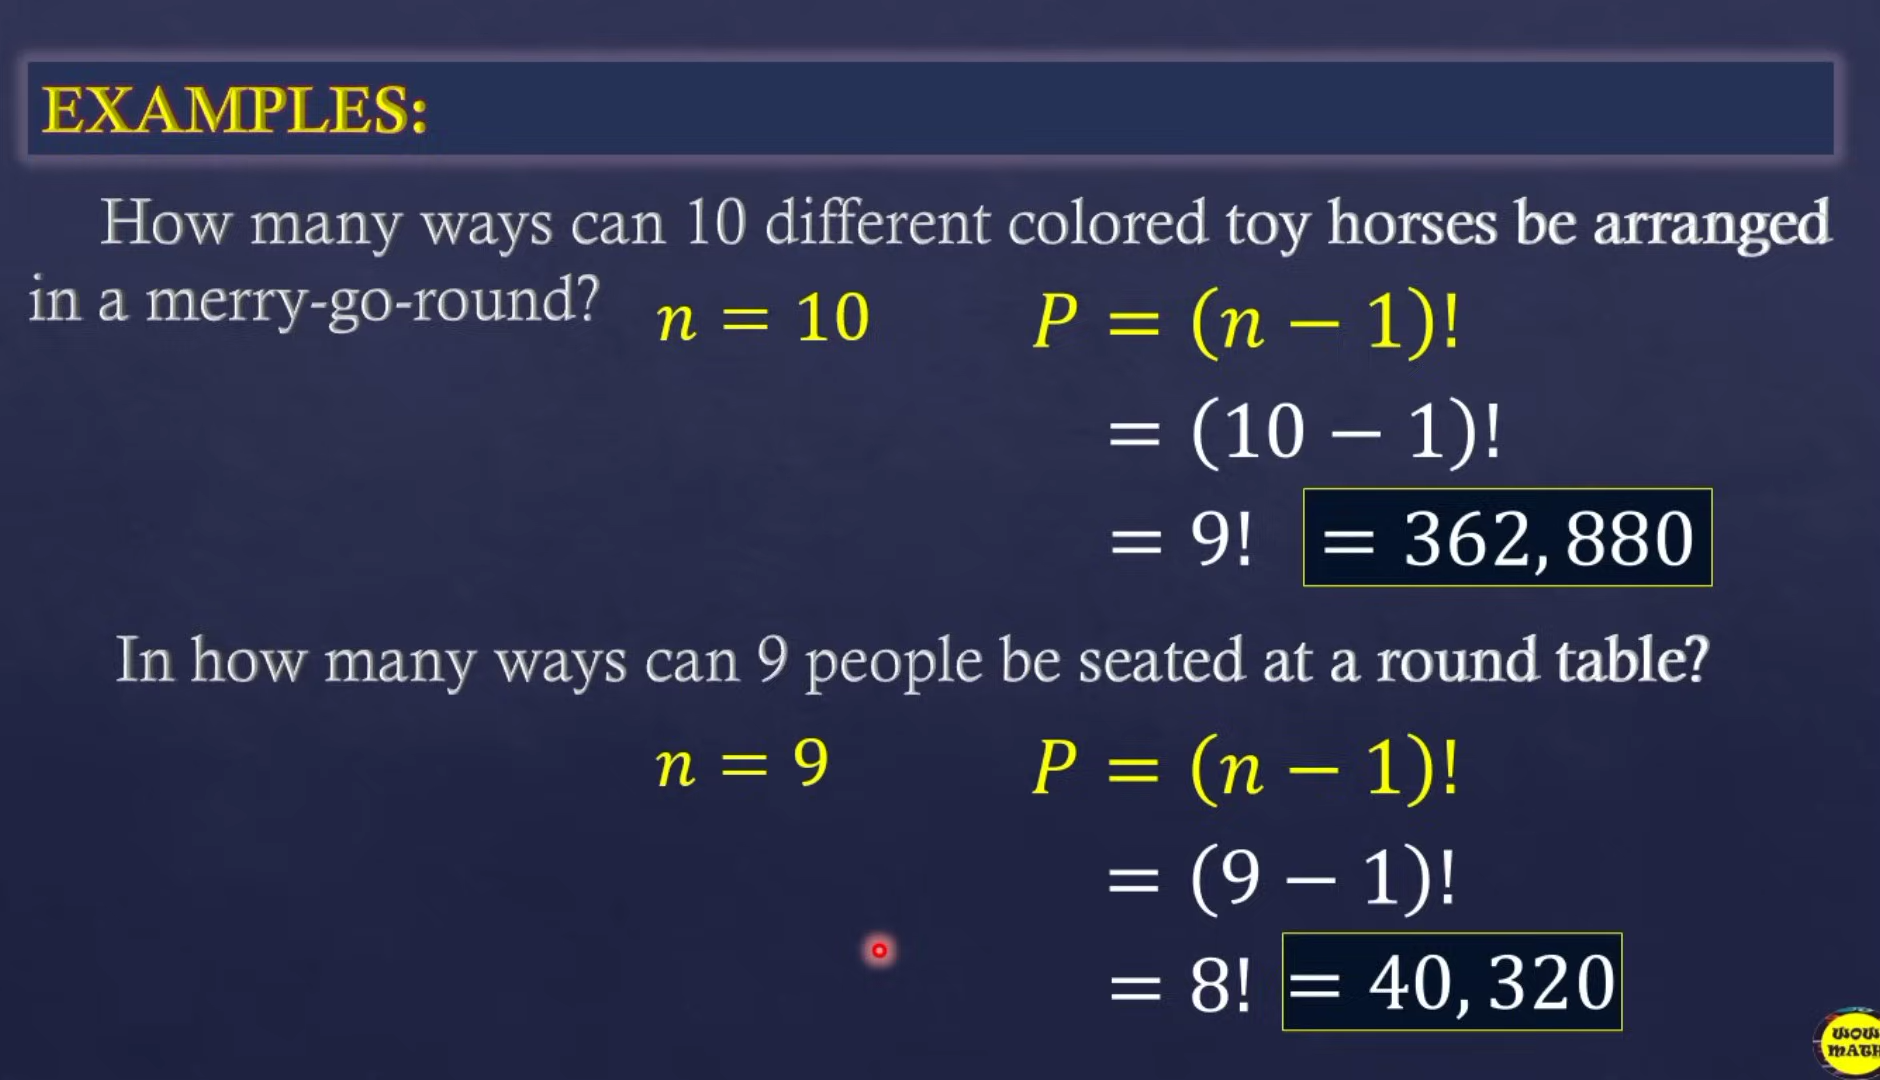 EXAMPLES:
How many ways can 10 different colored toy horses be arranged
in a merry-go-round? n = 10 P = (n − 1)!
= (10 − 1)!
= 9! = 362,880
In how many ways can 9 people be seated at a round table?
n = 9 P = (n − 1)!
= (9 − 1)!
= 8! = 40,320
WOW
MATH